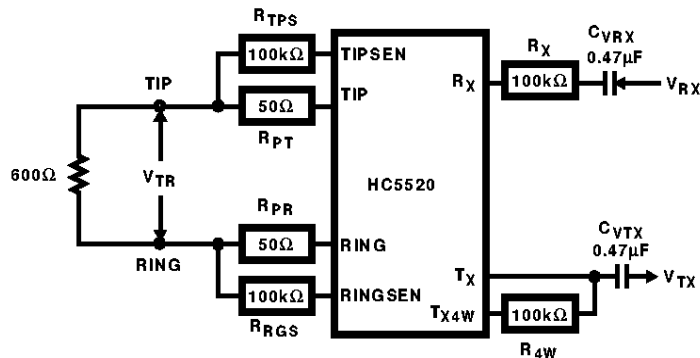 RTPS
100kΩ
TIPSEN
TIP
50Ω
TIP
RPT
600Ω
VTR
HC5520
RPR
50Ω
RING
RING
100kΩ
RINGSEN
RRGS
RX
RX
100kΩ
CVRX
0.47μF
VRX
CVTX
0.47μF
TX
VTX
TX4W
100kΩ
R4W